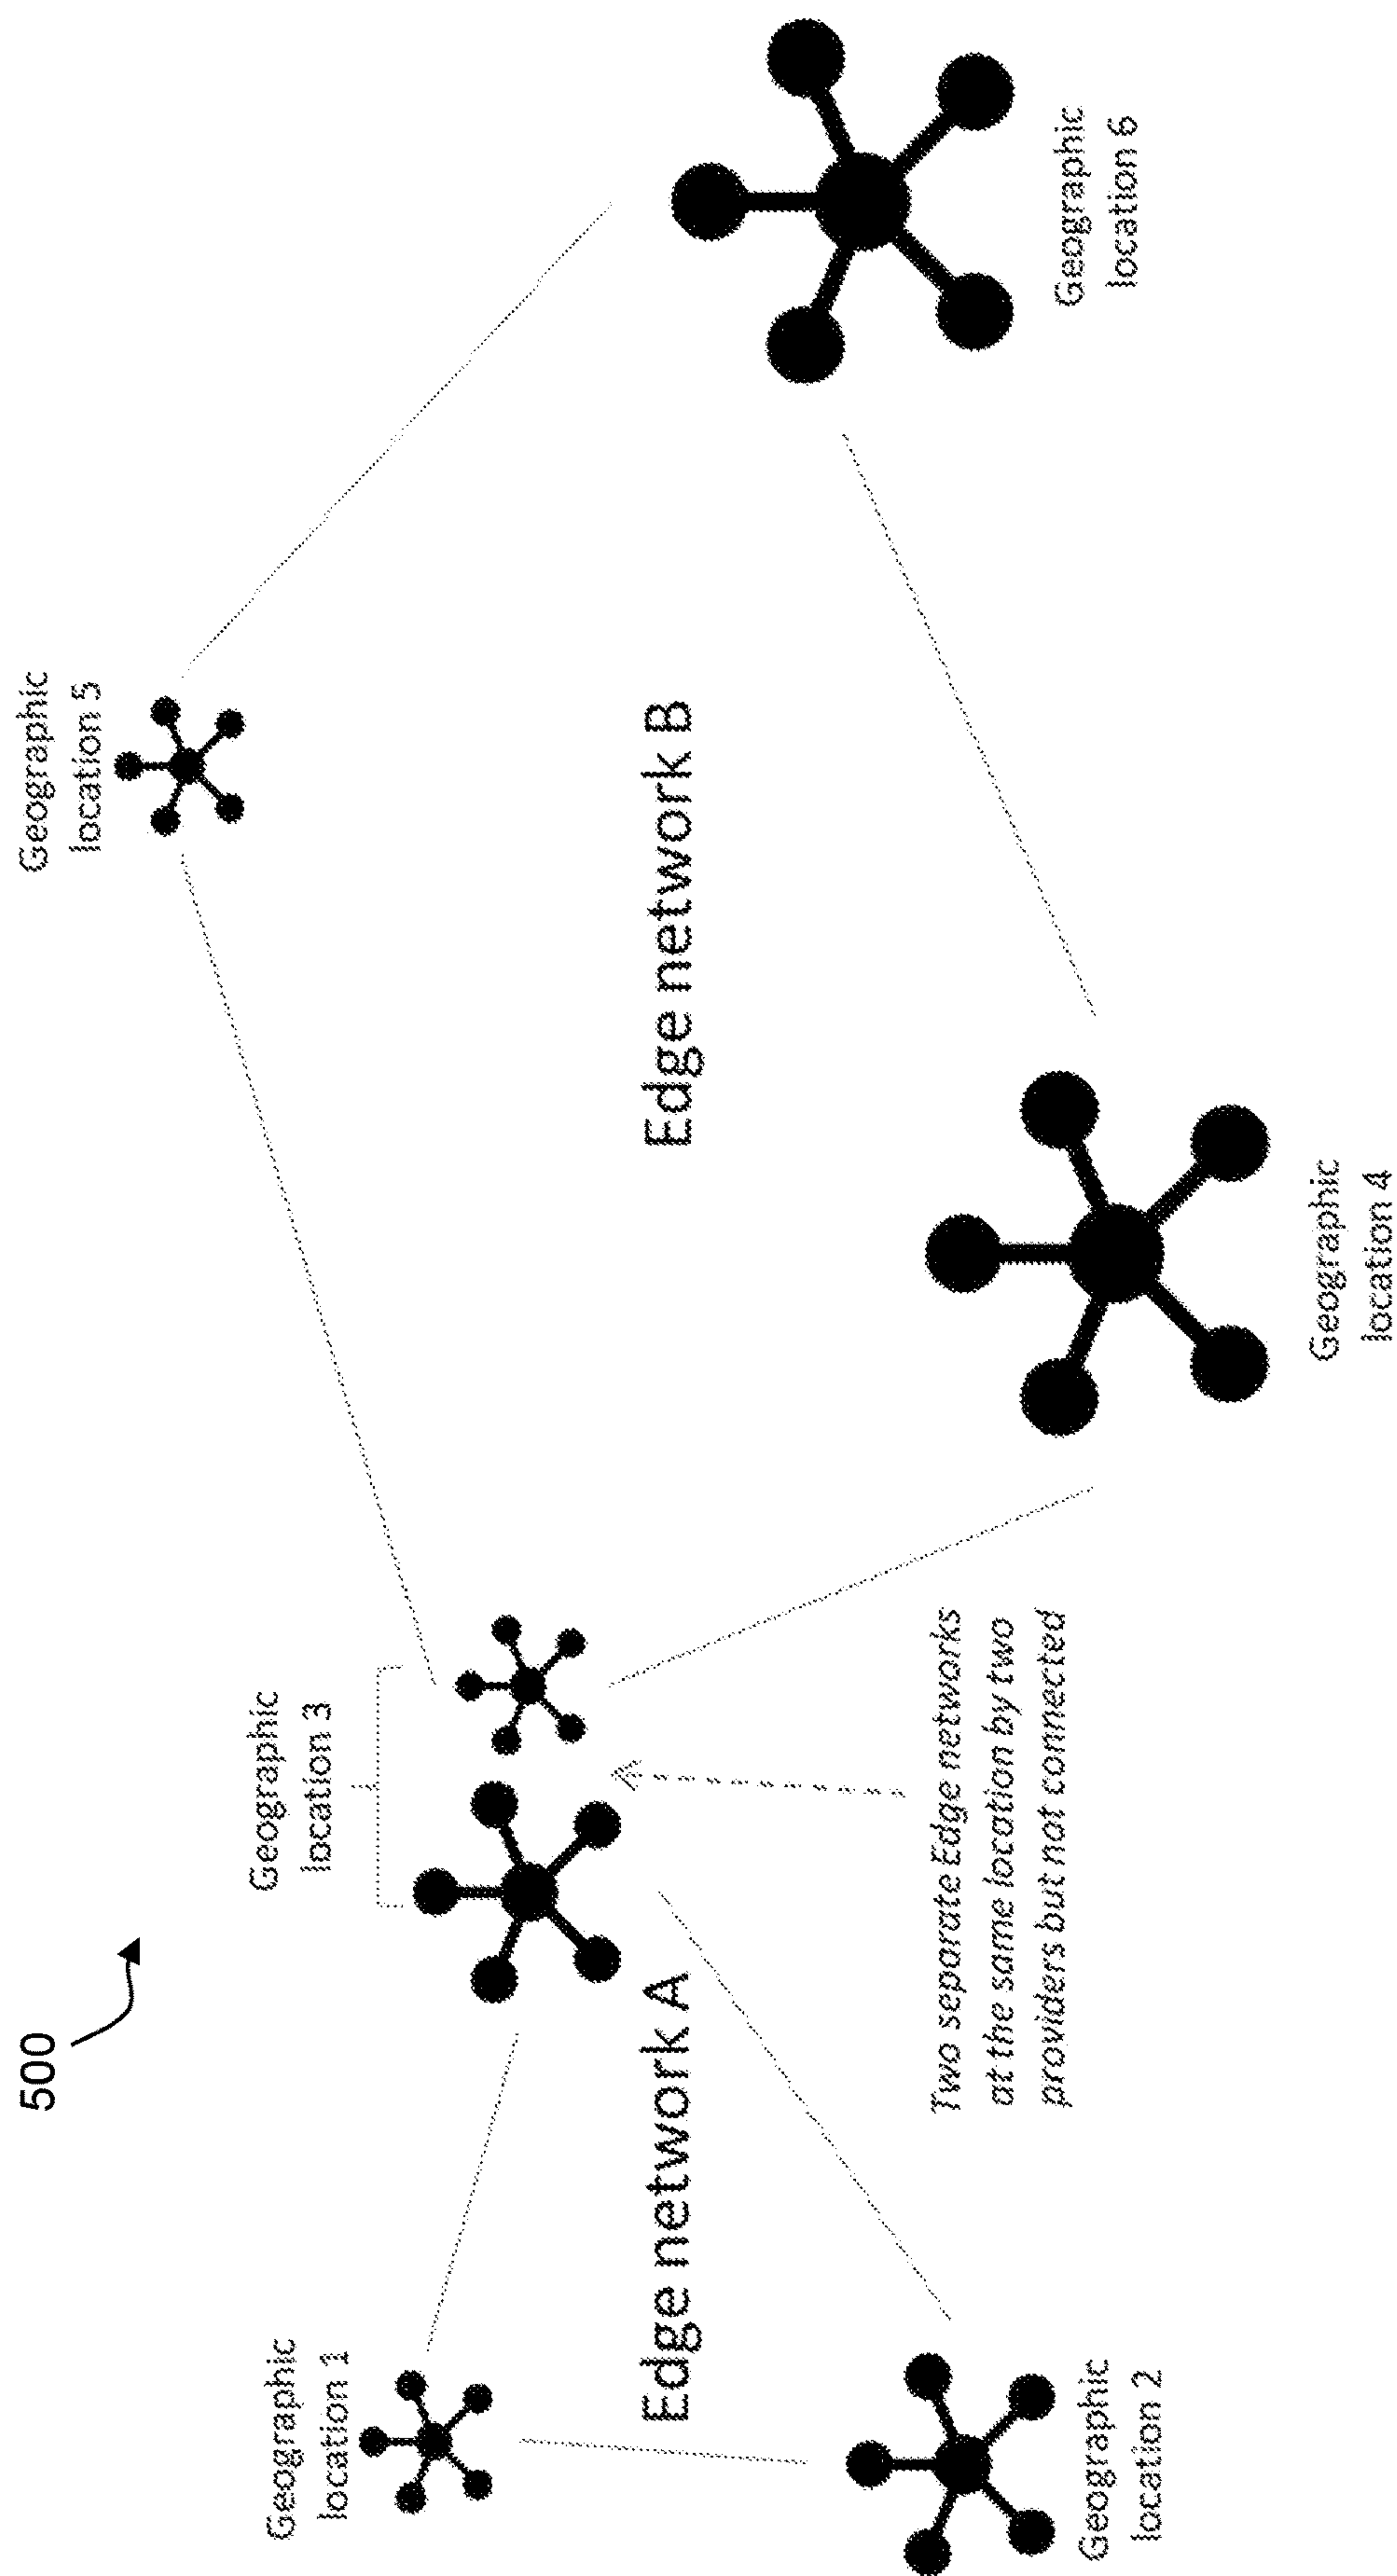 500
Geographic
location 1
Geographic
location 3
Geographic
location 5
Edge network A
Edge network B
Geographic
location 2
Two separate Edge networks
at the same location by two
providers but not connected
Geographic
location 4
Geographic
location 6